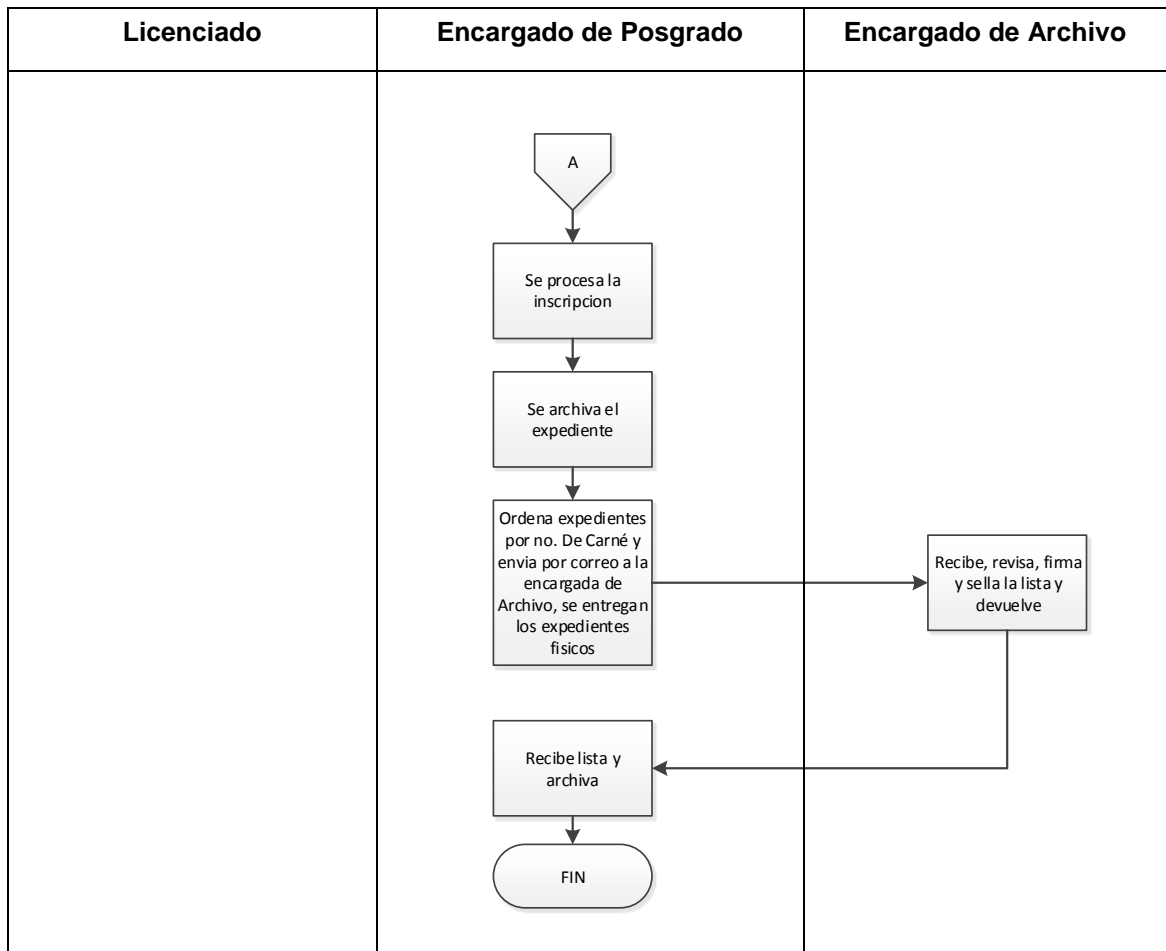 Licenciado
Encargado de Posgrado
Encargado de Archivo
A
Se procesa la
inscripcion
Se archiva el
expediente
Ordena expedientes
por no. De Carné y
envia por correo a la
encargada de
Archivo, se entregan
los expedientes
fisicos
Recibe, revisa, firma
y sella la lista y
devuelve
Recibe lista y
archiva
FIN